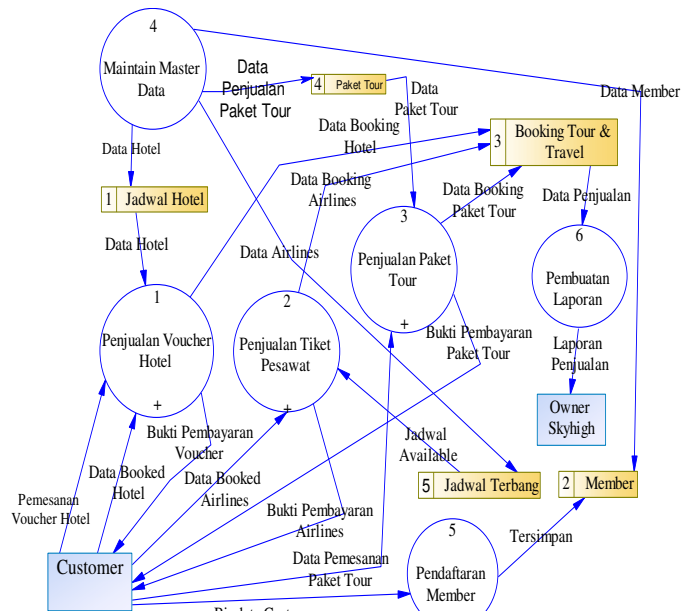 4
Maintain Master
Data
Data
Penjualan
Paket Tour
4 Paket Tour
Data
Paket Tour
Data Member
Data Booking
Hotel
3 Booking Tour &
Travel
Data Hotel
Data Booking
Airlines
Data Booking
Paket Tour
Data Penjualan
1 Jadwal Hotel
3
Penjualan Paket
Tour
+
6
Pembuatan
Laporan
Data Hotel
Data Airlines
1
Penjualan Voucher
Hotel
+
2
Penjualan Tiket
Pesawat
+
Bukti Pembayaran
Paket Tour
Laporan
Penjualan
Owner
Skyhigh
Bukti Pembayaran
Voucher
Jadwal
Available
Data Booked
Hotel
Data Booked
Airlines
5 Jadwal Terbang
2 Member
Pemesanan
Voucher Hotel
Bukti Pembayaran
Airlines
Tersimpan
Customer
Data Pemesanan
Paket Tour
5
Pendaftaran
Member